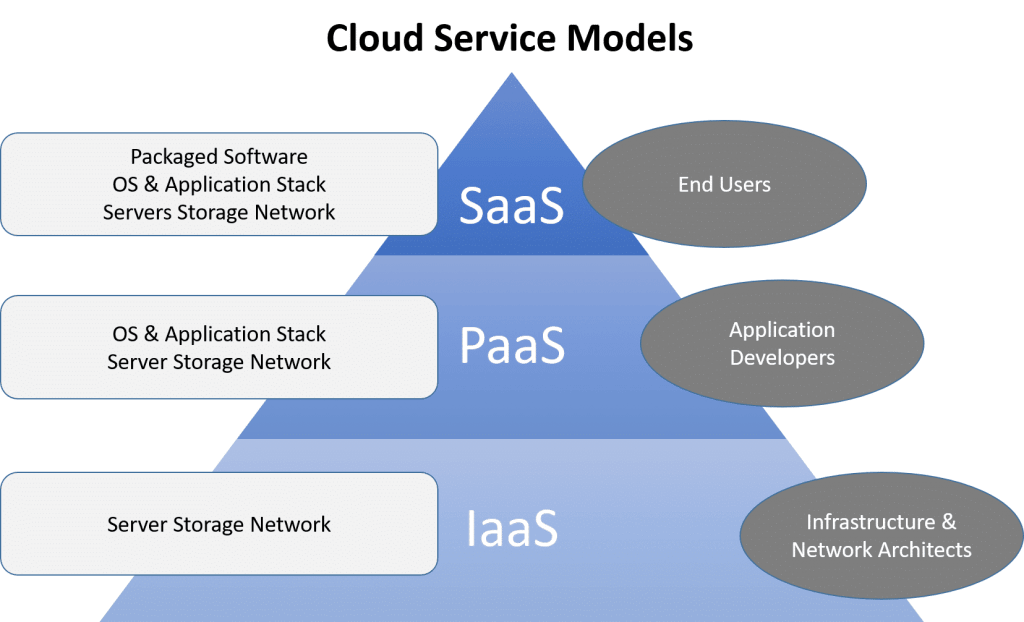 Cloud Service Models
Packaged Software
OS & Application Stack
Servers Storage Network
SaaS
End Users
OS & Application Stack
Server Storage Network
PaaS
Application
Developers
Server Storage Network
IaaS
Infrastructure &
Network Architects